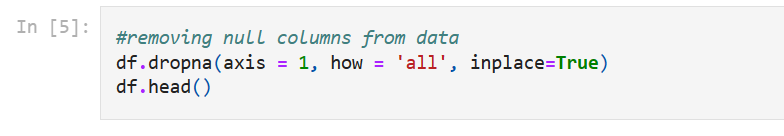 In [5]:
#removing null columns from data
df.dropna(axis = 1, how = 'all', inplace=True)
df.head()